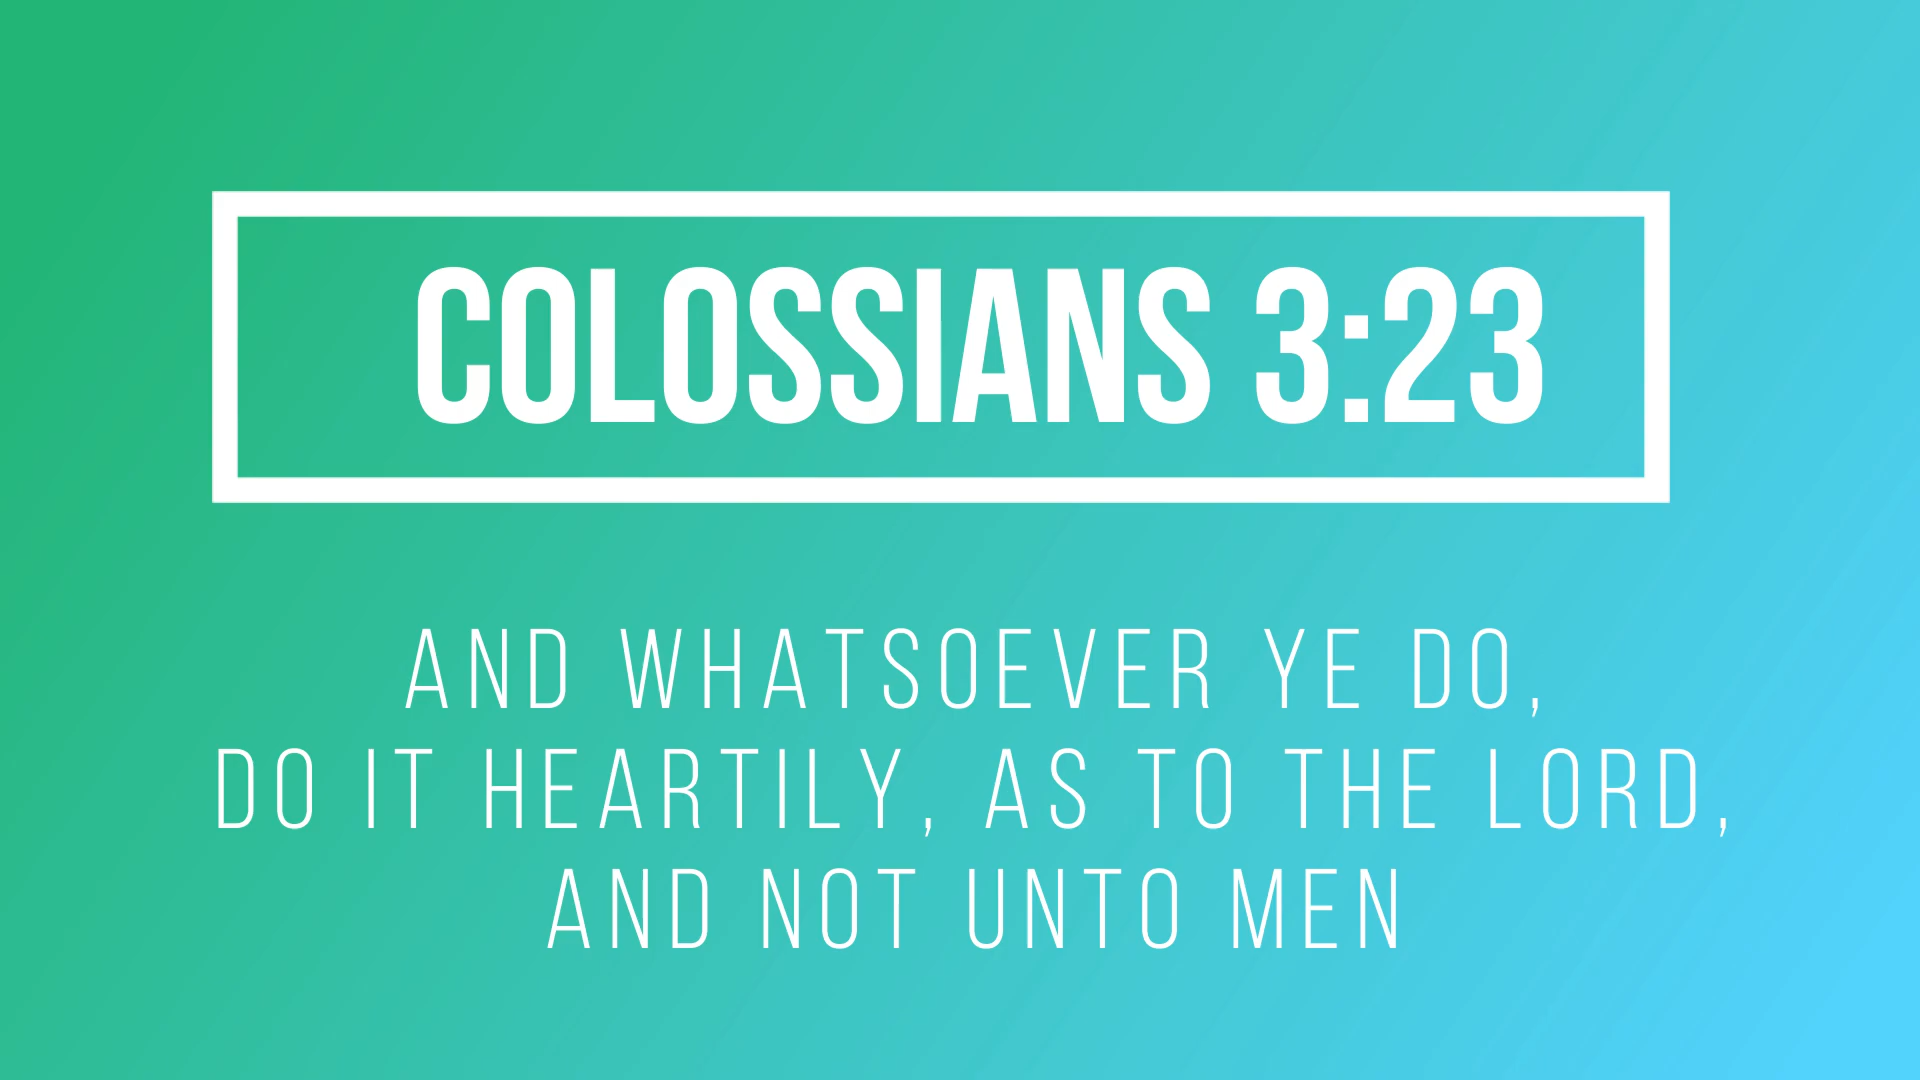 COLOSSIANS 3:23
AND WHATSOEVER YE DO,
DO IT HEARTILY, AS TO THE LORD,
AND NOT UNTO MEN